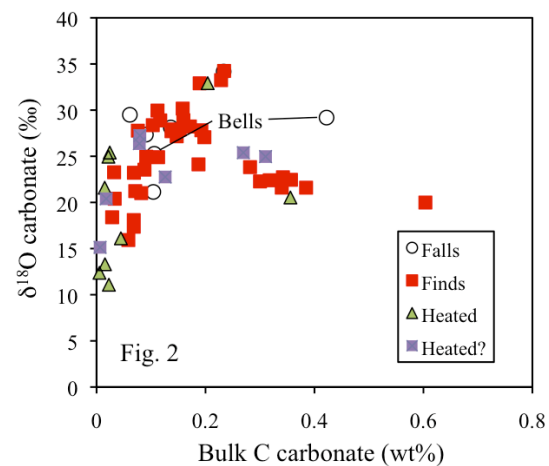 40
35
30
25
20
15
10
5
0
δ¹⁸O carbonate (‰)
Bells
Falls
Finds
Heated
Heated?
Fig. 2
0
0.2
0.4
0.6
0.8
Bulk C carbonate (wt%)